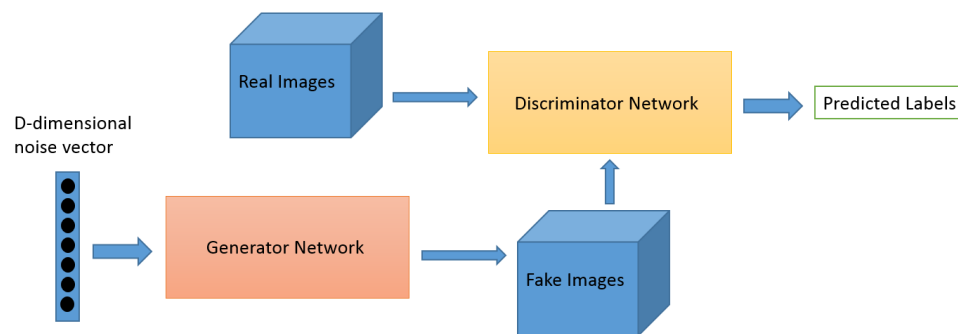 Real Images
Discriminator Network
Predicted Labels
D-dimensional
noise vector
Generator Network
Fake Images